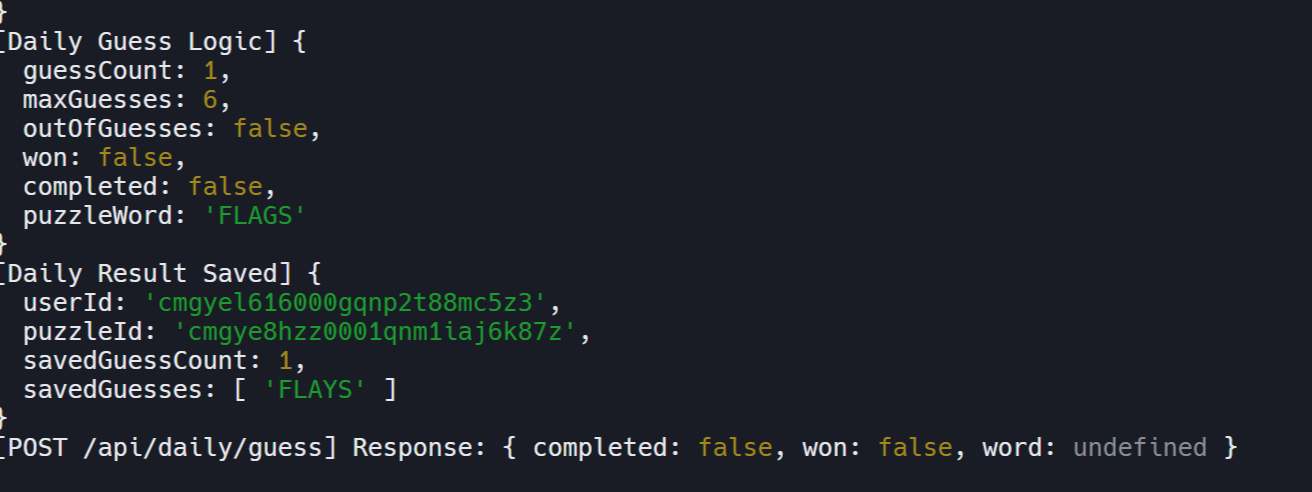 }
[Daily Guess Logic] {
  guessCount: 1,
  maxGuesses: 6,
  outOfGuesses: false,
  won: false,
  completed: false,
  puzzleWord: 'FLAGS'
}
[Daily Result Saved] {
  userId: 'cmgyel616000gqnp2t88mc5z3',
  puzzleId: 'cmgye8hzz0001qnm1iaj6k87z',
  savedGuessCount: 1,
  savedGuesses: [ 'FLAYS' ]
}
[POST /api/daily/guess] Response: { completed: false, won: false, word: undefined }